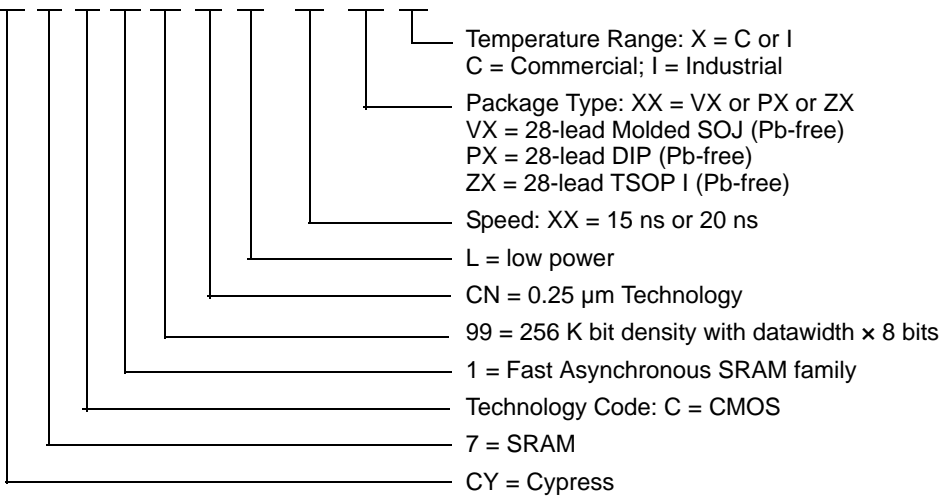 Temperature Range: X = C or I
C = Commercial; I = Industrial
Package Type: XX = VX or PX or ZX
VX = 28-lead Molded SOJ (Pb-free)
PX = 28-lead DIP (Pb-free)
ZX = 28-lead TSOP I (Pb-free)
Speed: XX = 15 ns or 20 ns
L = low power
CN = 0.25 µm Technology
99 = 256 K bit density with datawidth × 8 bits
1 = Fast Asynchronous SRAM family
Technology Code: C = CMOS
7 = SRAM
CY = Cypress